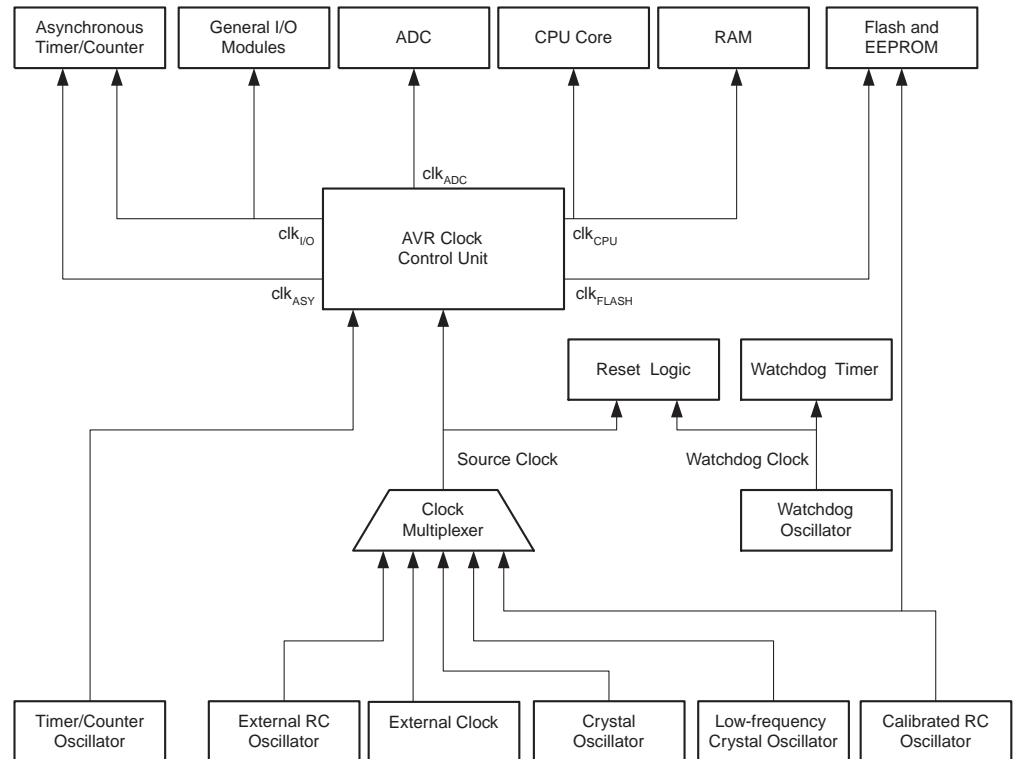 Asynchronous
Timer/Counter
General I/O
Modules
ADC
CPU Core
RAM
Flash and
EEPROM
clkADC
clkI/O
AVR Clock
Control Unit
clkCPU
clkASY
clkFLASH
Reset Logic
Watchdog Timer
Source Clock
Watchdog Clock
Clock
Multiplexer
Watchdog
Oscillator
Timer/Counter
Oscillator
External RC
Oscillator
External Clock
Crystal
Oscillator
Low-frequency
Crystal Oscillator
Calibrated RC
Oscillator